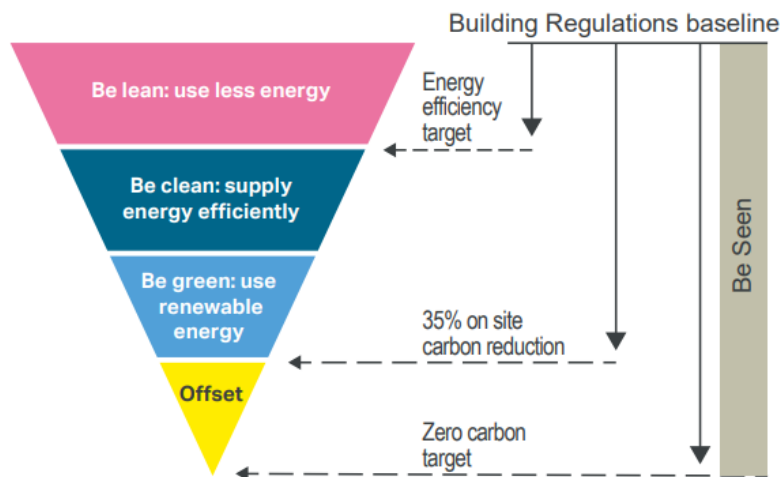 Building Regulations baseline
Be lean: use less energy
Energy
efficiency
target
Be clean: supply
energy efficiently
Be green: use
renewable
energy
35% on site
carbon reduction
Offset
Zero carbon
target
Be Seen